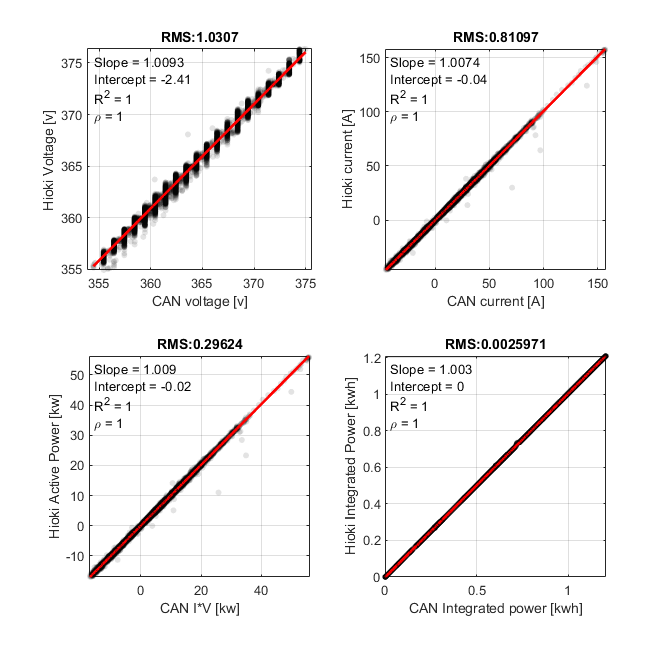 RMS:1.0307
Slope = 1.0093
Intercept = -2.41
R2 = 1
ρ = 1
375
370
365
360
355
Hioki Voltage [v]
355 360 365 370 375
CAN voltage [v]
RMS:0.81097
Slope = 1.0074
Intercept = -0.04
R2 = 1
ρ = 1
150
100
50
0
Hioki current [A]
0 50 100 150
CAN current [A]
RMS:0.29624
Slope = 1.009
Intercept = -0.02
R2 = 1
ρ = 1
50
40
30
20
10
0
-10
Hioki Active Power [kw]
0 20 40
CAN I*V [kw]
RMS:0.0025971
Slope = 1.003
Intercept = 0
R2 = 1
ρ = 1
1.2
1
0.8
0.6
0.4
0.2
0
Hioki Integrated Power [kwh]
0 0.5 1
CAN Integrated power [kwh]